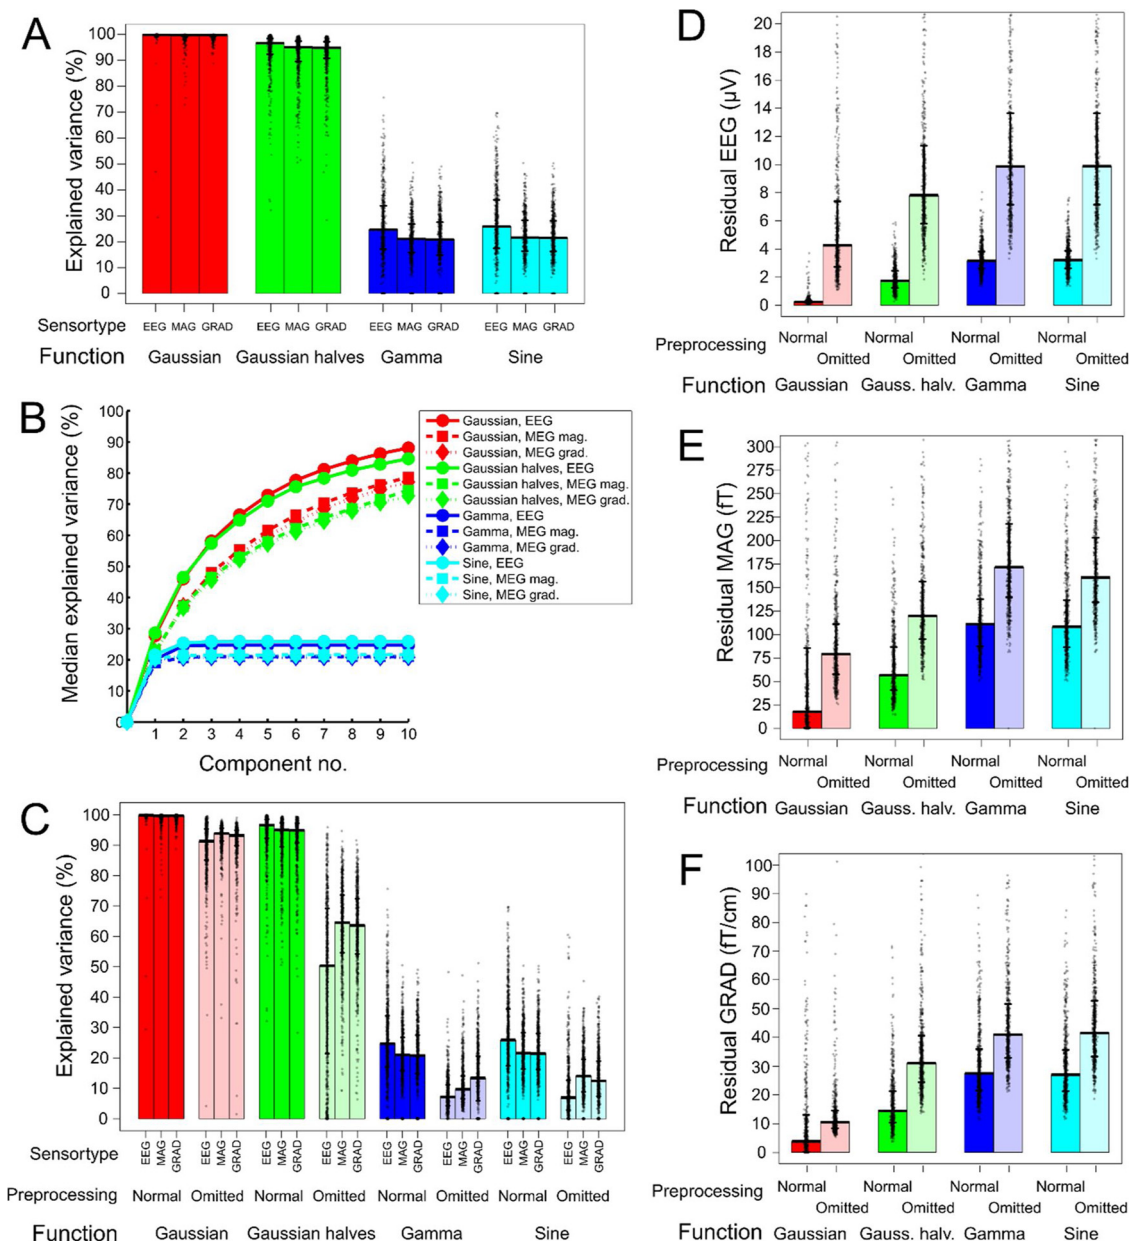 A
Explained variance (%)
100
90
80
70
60
50
40
30
20
10
0
Sensortype EEG MAG GRAD EEG MAG GRAD EEG MAG GRAD EEG MAG GRAD
Function Gaussian Gaussian halves Gamma Sine
B
Median explained variance (%)
100
90
80
70
60
50
40
30
20
10
0
1 2 3 4 5 6 7 8 9 10
Component no.
Gaussian, EEG
Gaussian, MEG mag.
Gaussian, MEG grad.
Gaussian halves, EEG
Gaussian halves, MEG mag.
Gaussian halves, MEG grad.
Gamma, EEG
Gamma, MEG mag.
Gamma, MEG grad.
Sine, EEG
Sine, MEG mag.
Sine, MEG grad.
C
Explained variance (%)
100
90
80
70
60
50
40
30
20
10
0
Sensortype EEG MAG GRAD EEG MAG GRAD EEG MAG GRAD EEG MAG GRAD EEG MAG GRAD EEG MAG GRAD EEG MAG GRAD EEG MAG GRAD
Preprocessing Normal Omitted Normal Omitted Normal Omitted Normal Omitted
Function Gaussian Gaussian halves Gamma Sine
D
Residual EEG (µV)
20
18
16
14
12
10
8
6
4
2
0
Preprocessing Normal Omitted Normal Omitted Normal Omitted Normal Omitted
Function Gaussian Gauss. halv. Gamma Sine
E
Residual MAG (fT)
300
275
250
225
200
175
150
125
100
75
50
25
0
Preprocessing Normal Omitted Normal Omitted Normal Omitted Normal Omitted
Function Gaussian Gauss. halv. Gamma Sine
F
Residual GRAD (fT/cm)
100
90
80
70
60
50
40
30
20
10
0
Preprocessing Normal Omitted Normal Omitted Normal Omitted Normal Omitted
Function Gaussian Gauss. halv. Gamma Sine